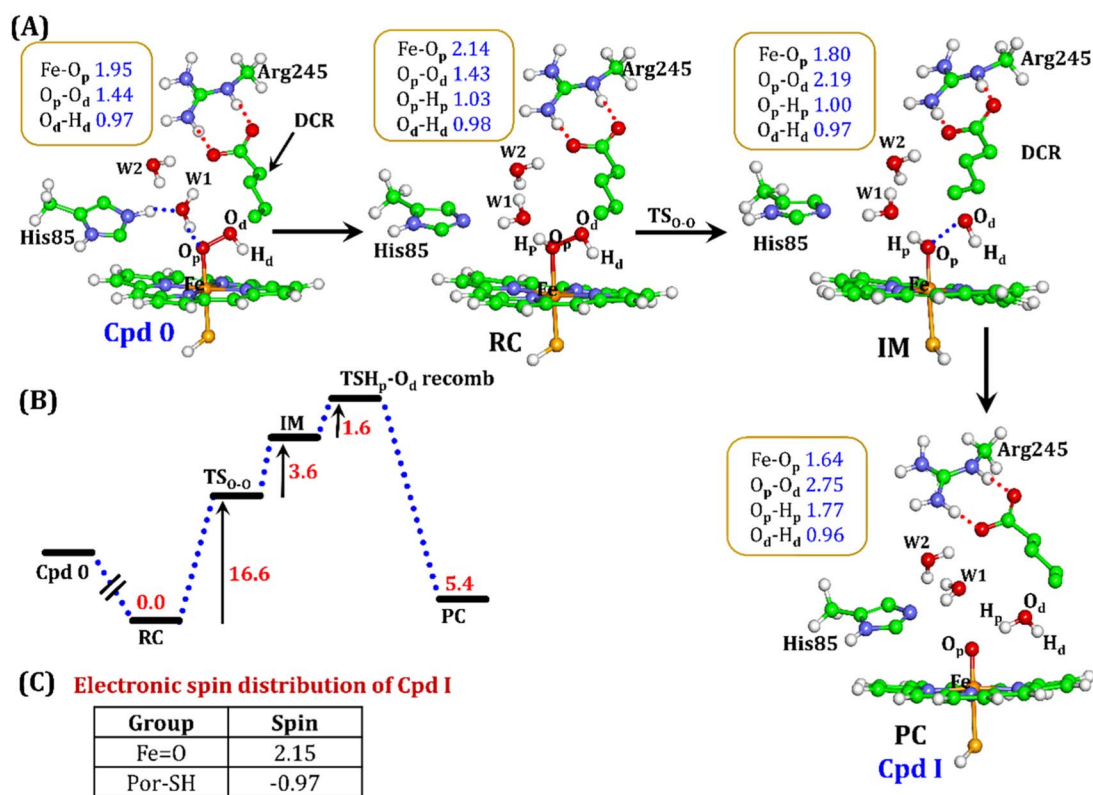 (A)
Fe-Op 1.95
Op-Od 1.44
Od-Hd 0.97
Arg245
DCR
W2
W1
His85
Od
Op
Hd
Fe
Cpd 0
Fe-Op 2.14
Op-Od 1.43
Op-Hp 1.03
Od-Hd 0.98
Arg245
W2
W1
His85
Od
Hp
Op
Hd
Fe
RC
TSO-O
Fe-Op 1.80
Op-Od 2.19
Op-Hp 1.00
Od-Hd 0.97
Arg245
DCR
W2
W1
His85
Od
Hp
Op
Hd
Fe
IM
(B)
TSHp-Od recomb
IM
1.6
TSO-O
3.6
Cpd 0
16.6
0.0
RC
5.4
PC
Fe-Op 1.64
Op-Od 2.75
Op-Hp 1.77
Od-Hd 0.96
Arg245
W2
W1
His85
Od
Hp
Hd
Op
Fe
PC
Cpd I
(C) Electronic spin distribution of Cpd I
Group Spin
Fe=O 2.15
Por-SH -0.97